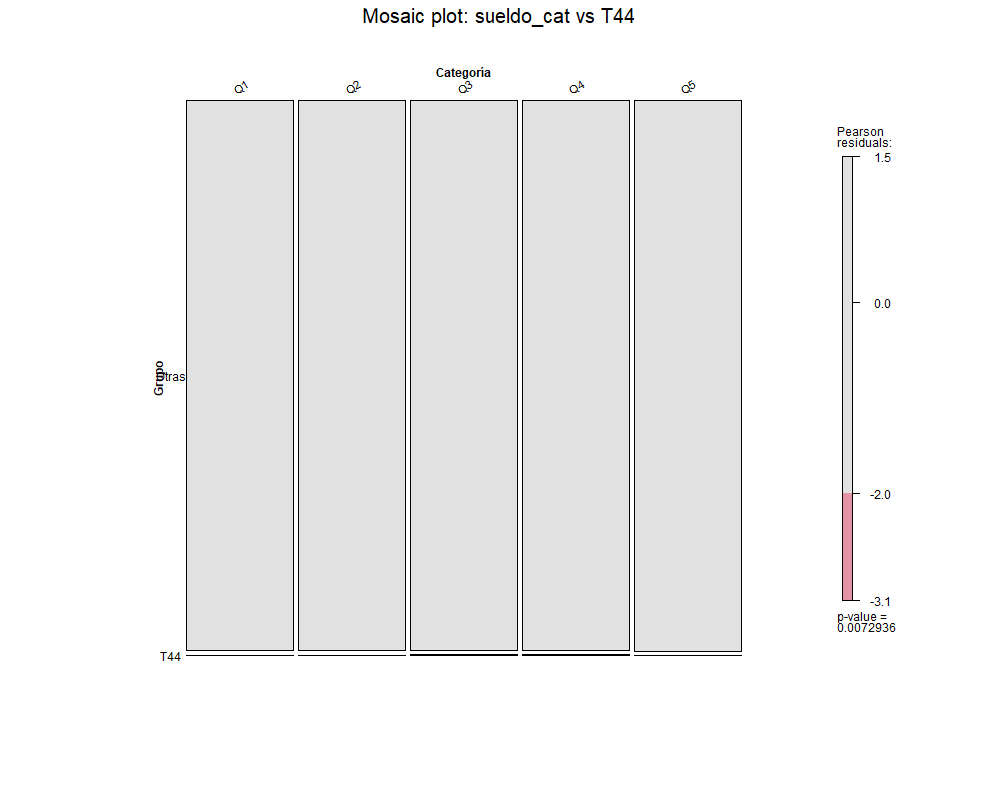 Mosaic plot: sueldo_cat vs T44
Categoría
Q1 Q2 Q3 Q4 Q5
Pearson
residuals:
1.5
0.0
-2.0
-3.1
p-value =
0.0072936
Grupo
Otras
T44